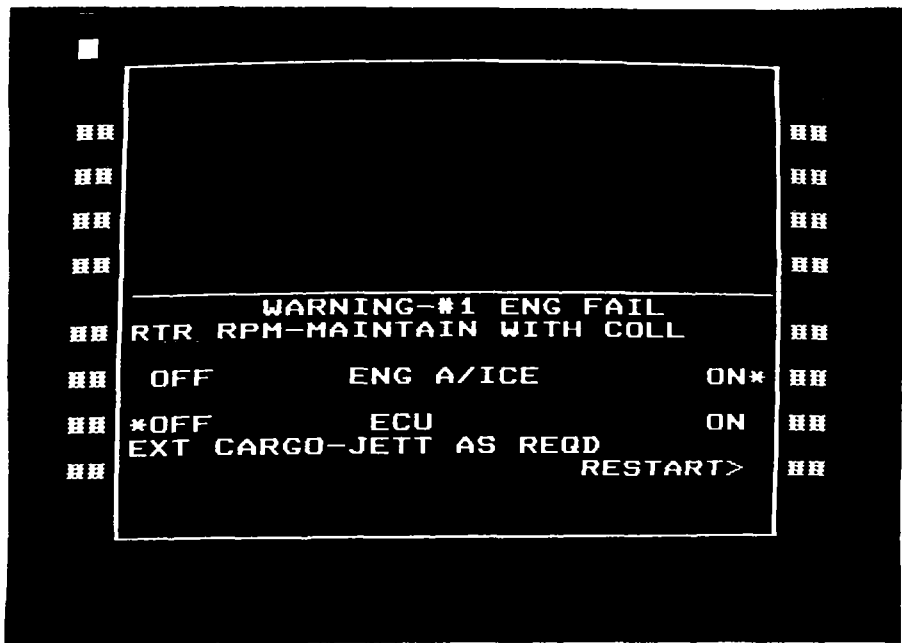 ## ##
## ##
## ##
## ##
WARNING-#1 ENG FAIL
## RTR RPM-MAINTAIN WITH COLL ##
## OFF ENG A/ICE ON* ##
## *OFF ECU ON ##
EXT CARGO-JETT AS REQD
## RESTART> ##